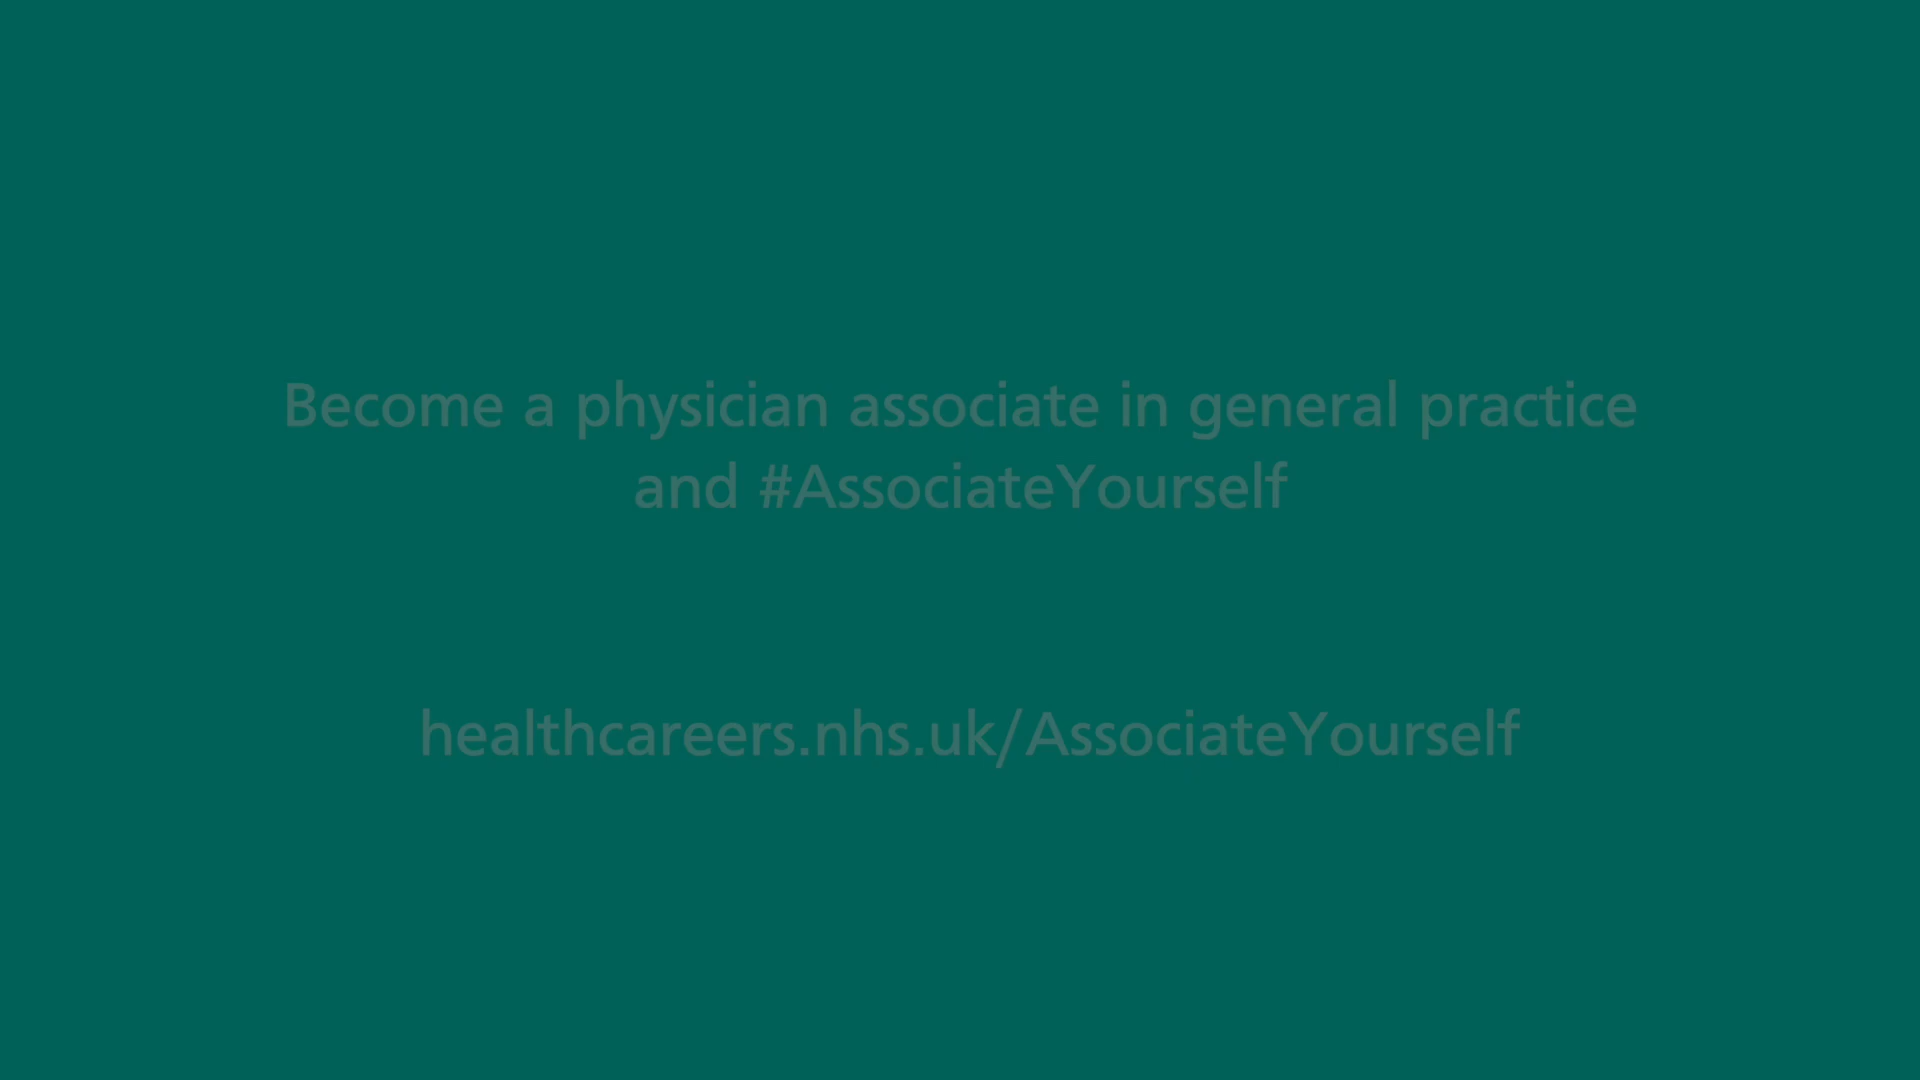 Become a physician associate in general practice
and #AssociateYourself
healthcareers.nhs.uk/AssociateYourself